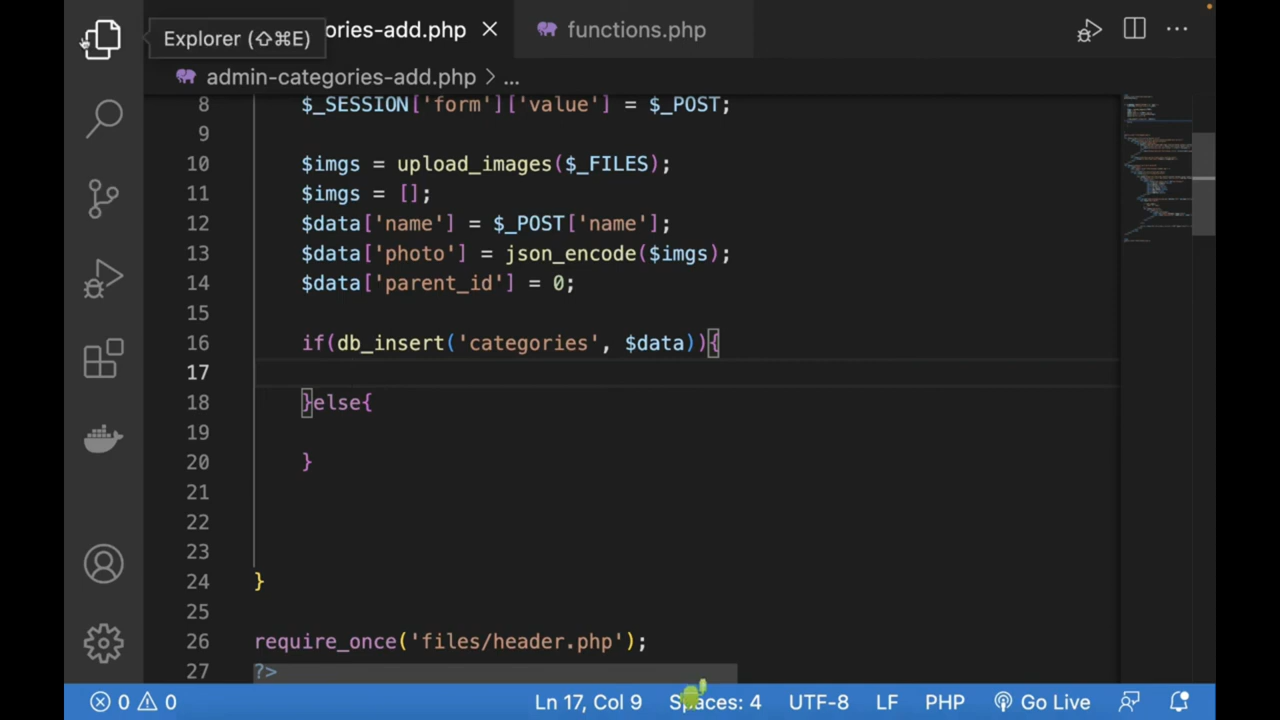 Explorer (⇧⌘E)
ories-add.php
functions.php
admin-categories-add.php > ...
8 $_SESSION['form']['value'] = $_POST;
9
10 $imgs = upload_images($_FILES);
11 $imgs = [];
12 $data['name'] = $_POST['name'];
13 $data['photo'] = json_encode($imgs);
14 $data['parent_id'] = 0;
15
16 if(db_insert('categories', $data)){
17
18 }else{
19
20 }
21
22
23
24 }
25
26 require_once('files/header.php');
27 ?>
0 0 Ln 17, Col 9 Spaces: 4 UTF-8 LF PHP Go Live